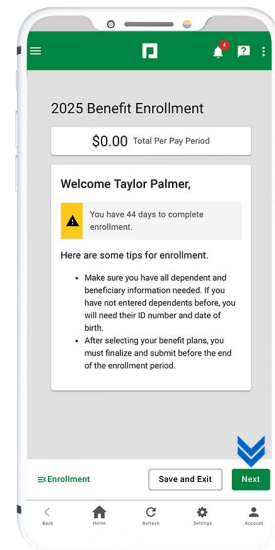 4
?
2025 Benefit Enrollment
$0.00 Total Per Pay Period
Welcome Taylor Palmer,
You have 44 days to complete
enrollment.
Here are some tips for enrollment.
• Make sure you have all dependent and
beneficiary information needed. If you
have not entered dependents before, you
will need their ID number and date of
birth.
• After selecting your benefit plans, you
must finalize and submit before the end
of the enrollment period.
Enrollment Save and Exit Next
Back Home Refresh Settings Account